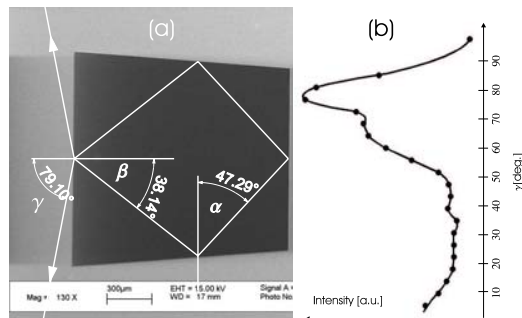 (a)
79.10°
γ
β
38.14°
47.29°
α
Mag = 130 X
300µm
EHT = 15.00 kV
WD = 17 mm
Signal A =
Photo No.
(b)
90
80
70
60
50
40
30
20
10
γ[deg.]
Intensity [a.u.]